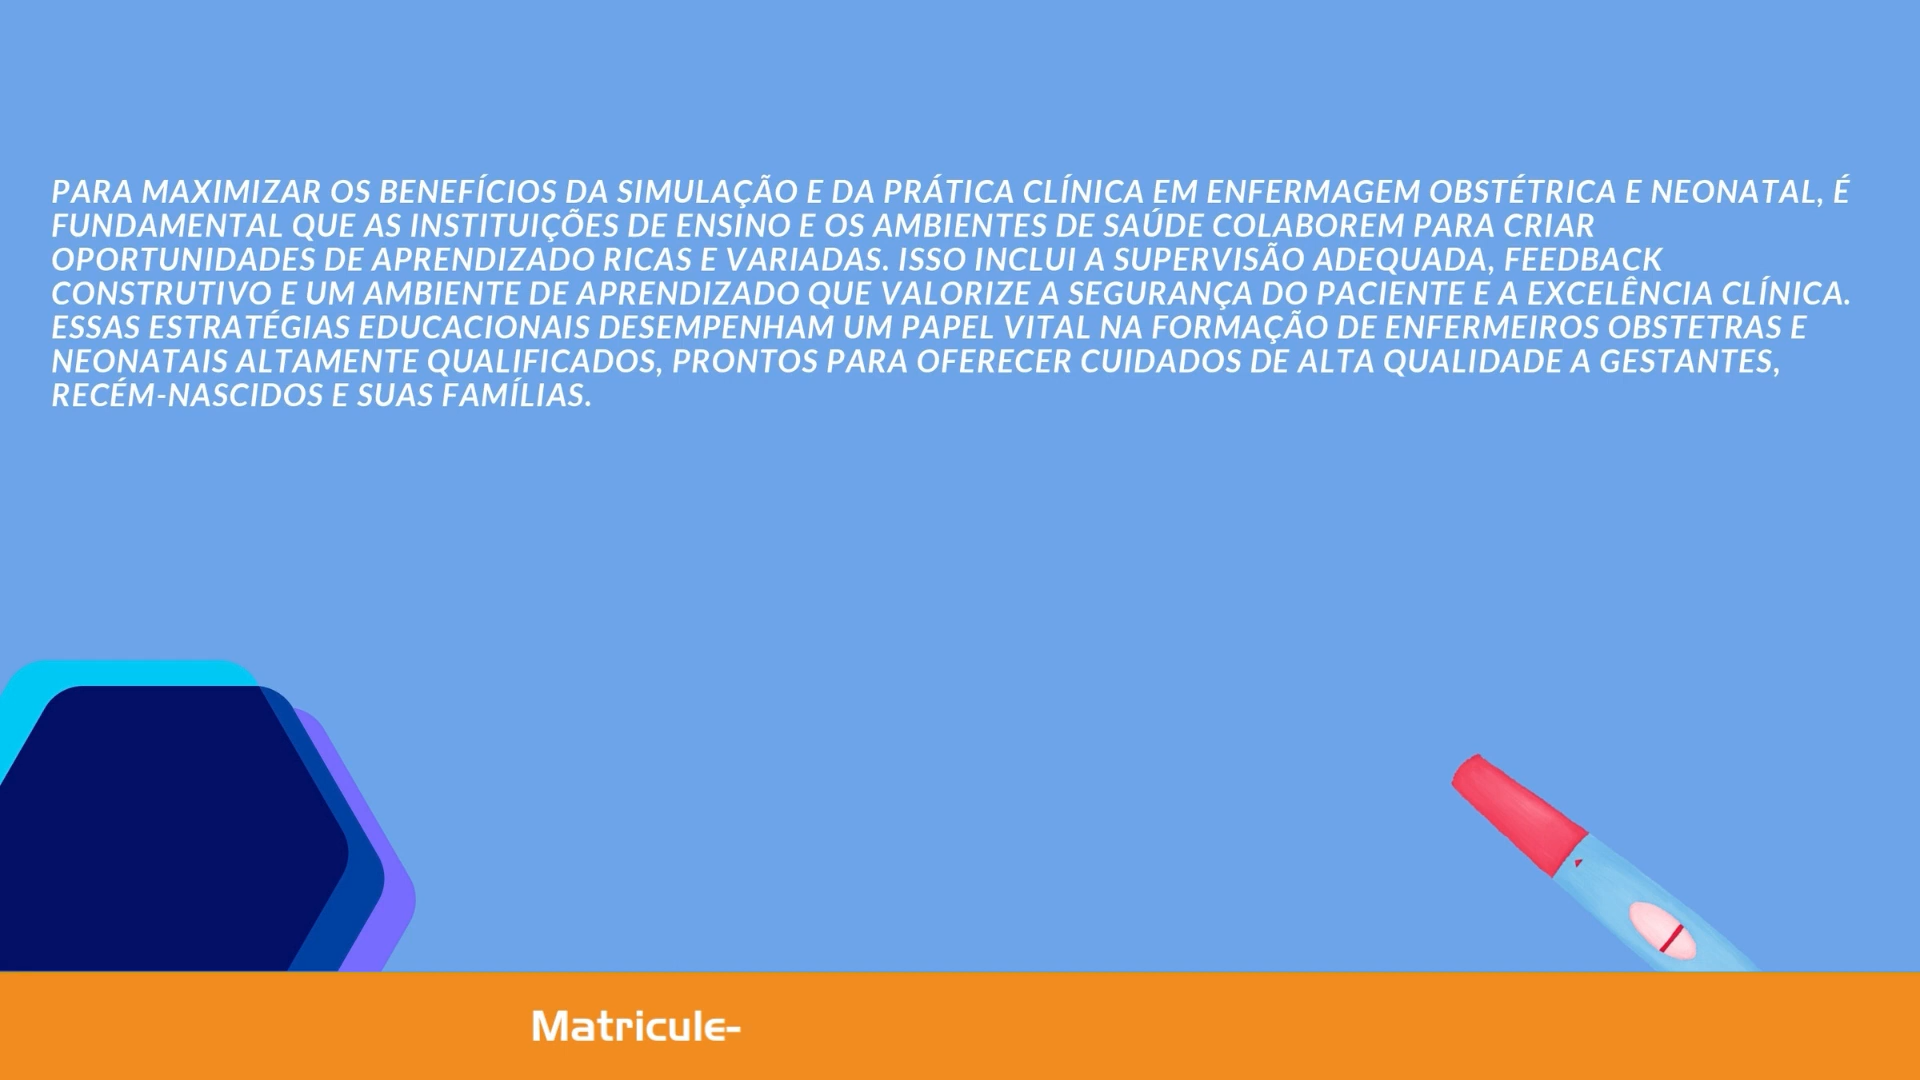 PARA MAXIMIZAR OS BENEFÍCIOS DA SIMULAÇÃO E DA PRÁTICA CLÍNICA EM ENFERMAGEM OBSTÉTRICA E NEONATAL, É
FUNDAMENTAL QUE AS INSTITUIÇÕES DE ENSINO E OS AMBIENTES DE SAÚDE COLABOREM PARA CRIAR
OPORTUNIDADES DE APRENDIZADO RICAS E VARIADAS. ISSO INCLUI A SUPERVISÃO ADEQUADA, FEEDBACK
CONSTRUTIVO E UM AMBIENTE DE APRENDIZADO QUE VALORIZE A SEGURANÇA DO PACIENTE E A EXCELÊNCIA CLÍNICA.
ESSAS ESTRATÉGIAS EDUCACIONAIS DESEMPENHAM UM PAPEL VITAL NA FORMAÇÃO DE ENFERMEIROS OBSTETRAS E
NEONATAIS ALTAMENTE QUALIFICADOS, PRONTOS PARA OFERECER CUIDADOS DE ALTA QUALIDADE A GESTANTES,
RECÉM-NASCIDOS E SUAS FAMÍLIAS.
Matricule-